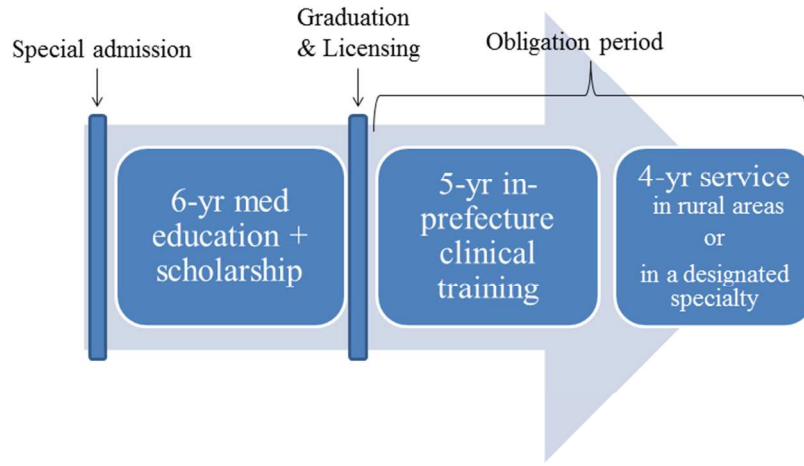 Special admission
Graduation
& Licensing
Obligation period
6-yr med
education +
scholarship
5-yr in-
prefecture
clinical
training
4-yr service
in rural areas
or
in a designated
specialty